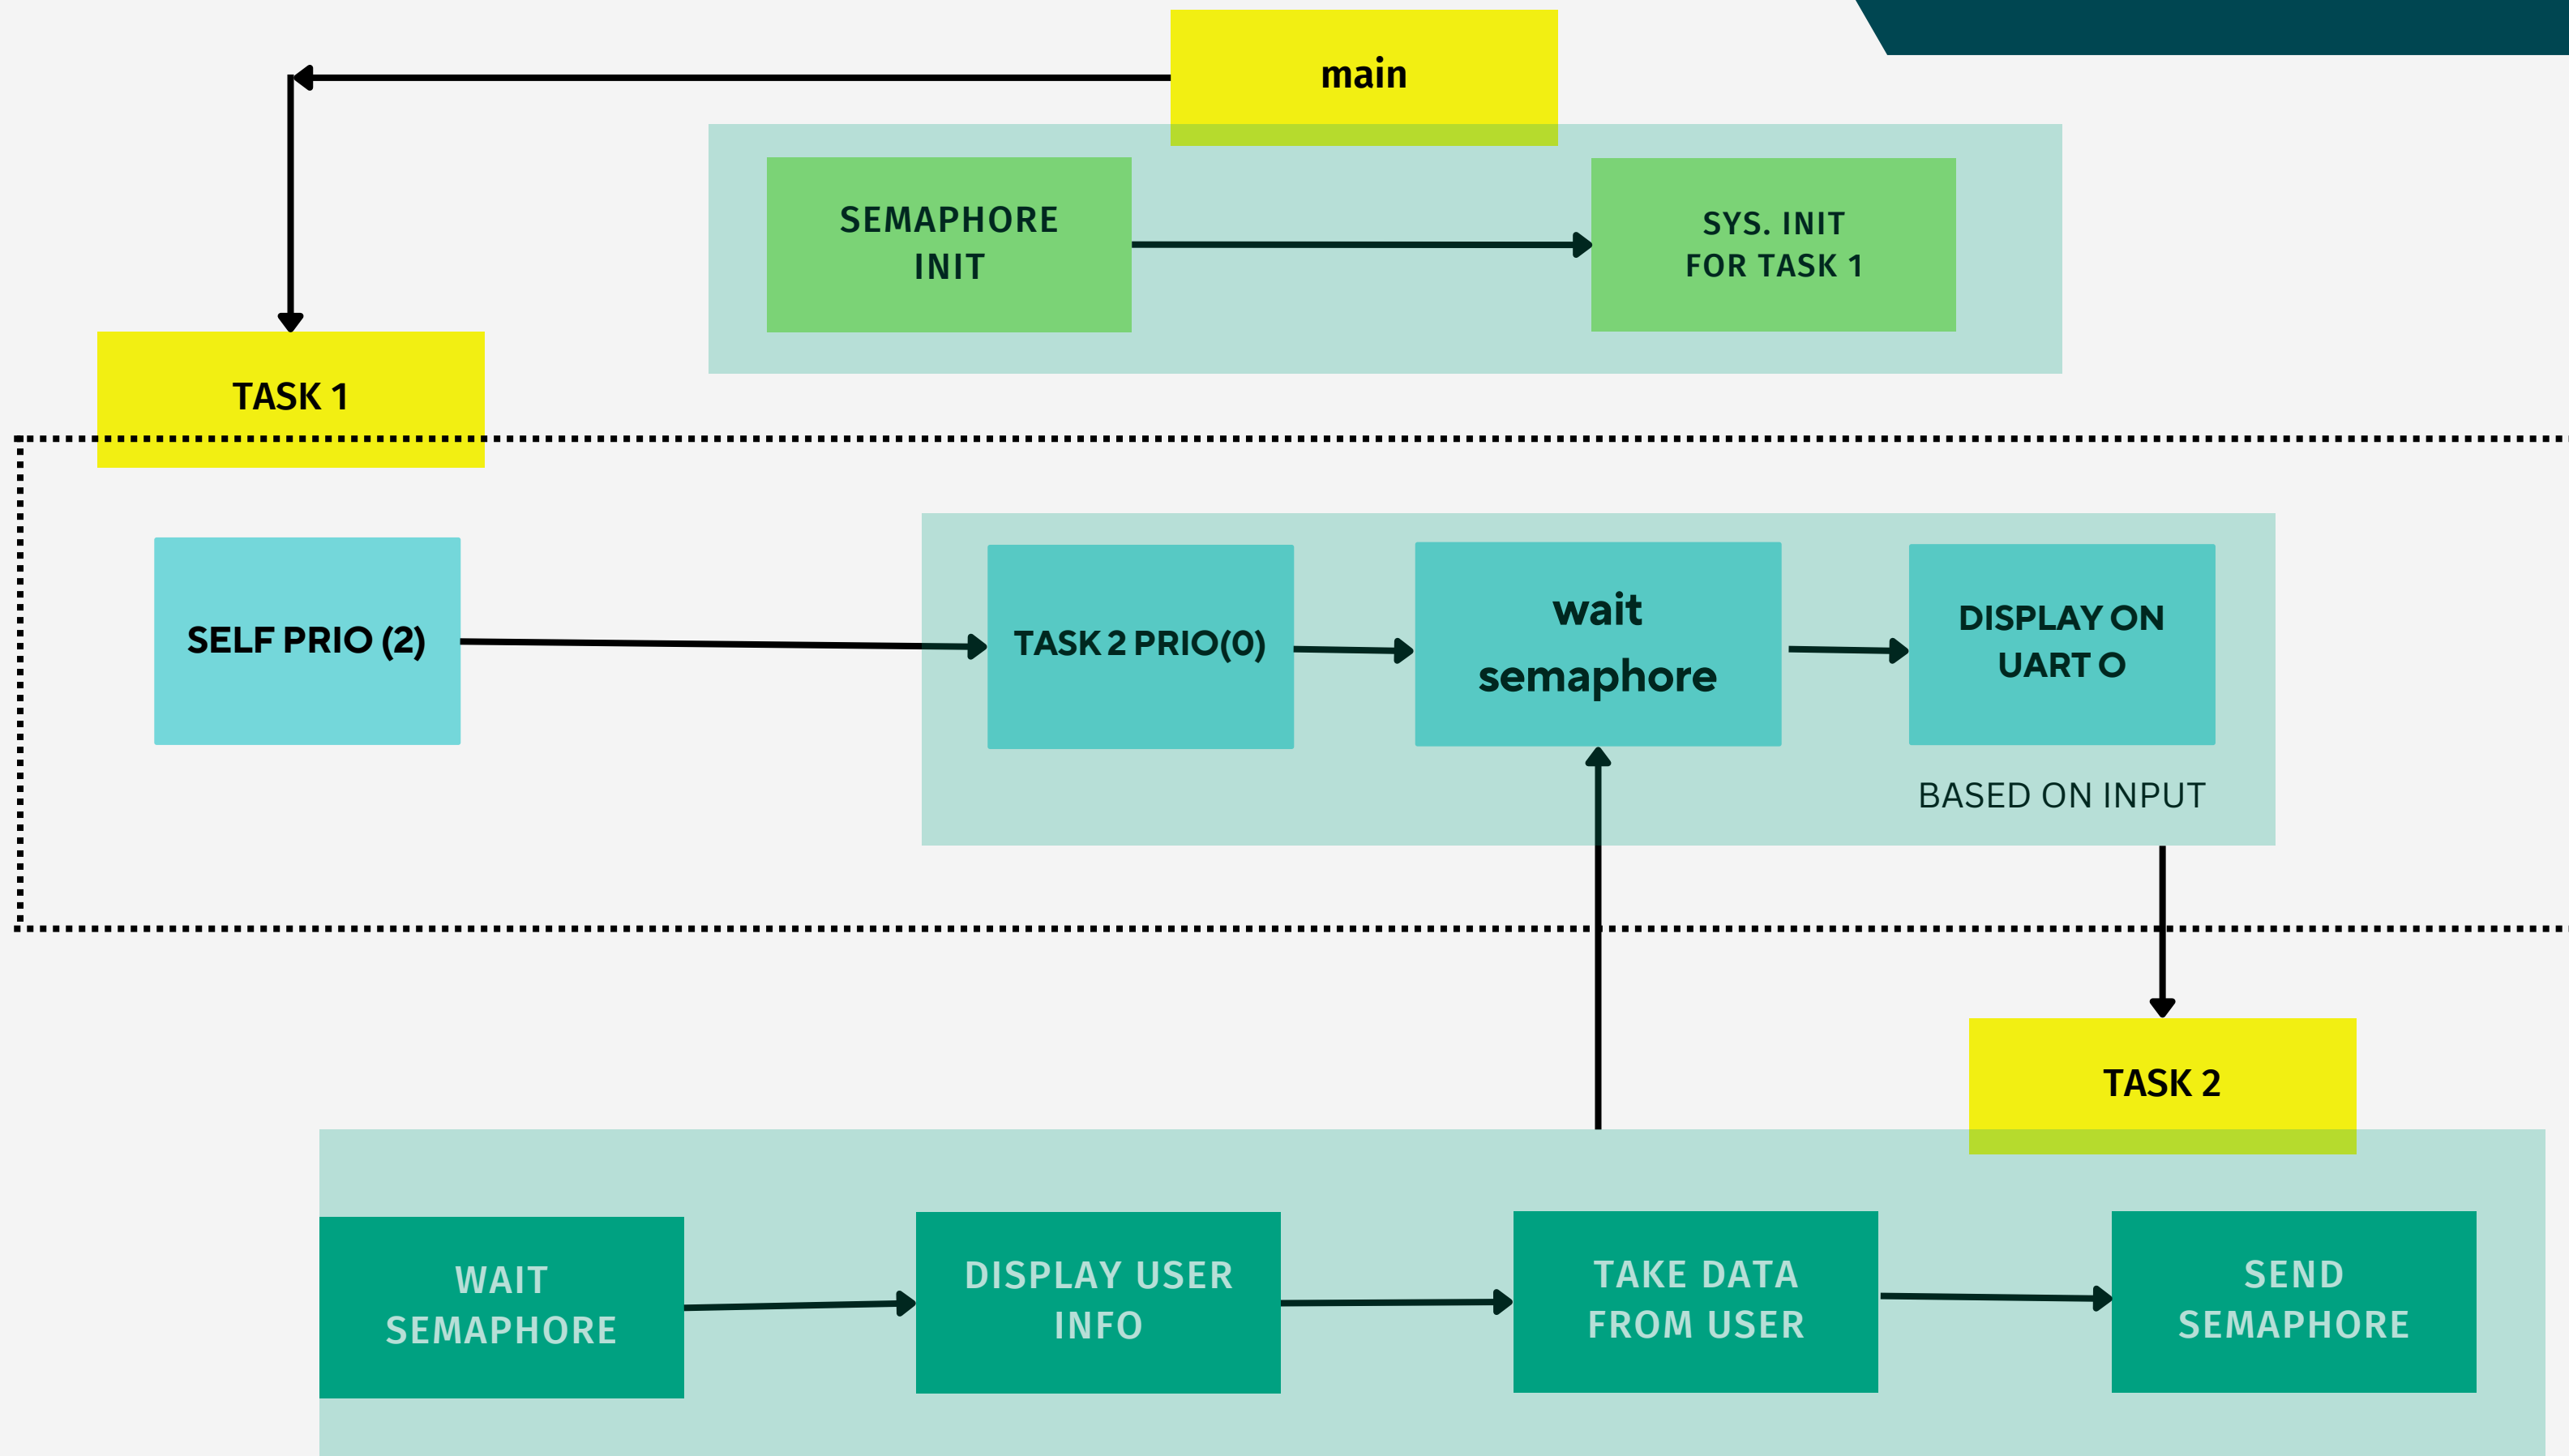 main
SEMAPHORE
INIT
SYS. INIT
FOR TASK 1
TASK 1
SELF PRIO (2)
TASK 2 PRIO(0)
wait
semaphore
DISPLAY ON
UART O
BASED ON INPUT
TASK 2
WAIT
SEMAPHORE
DISPLAY USER
INFO
TAKE DATA
FROM USER
SEND
SEMAPHORE